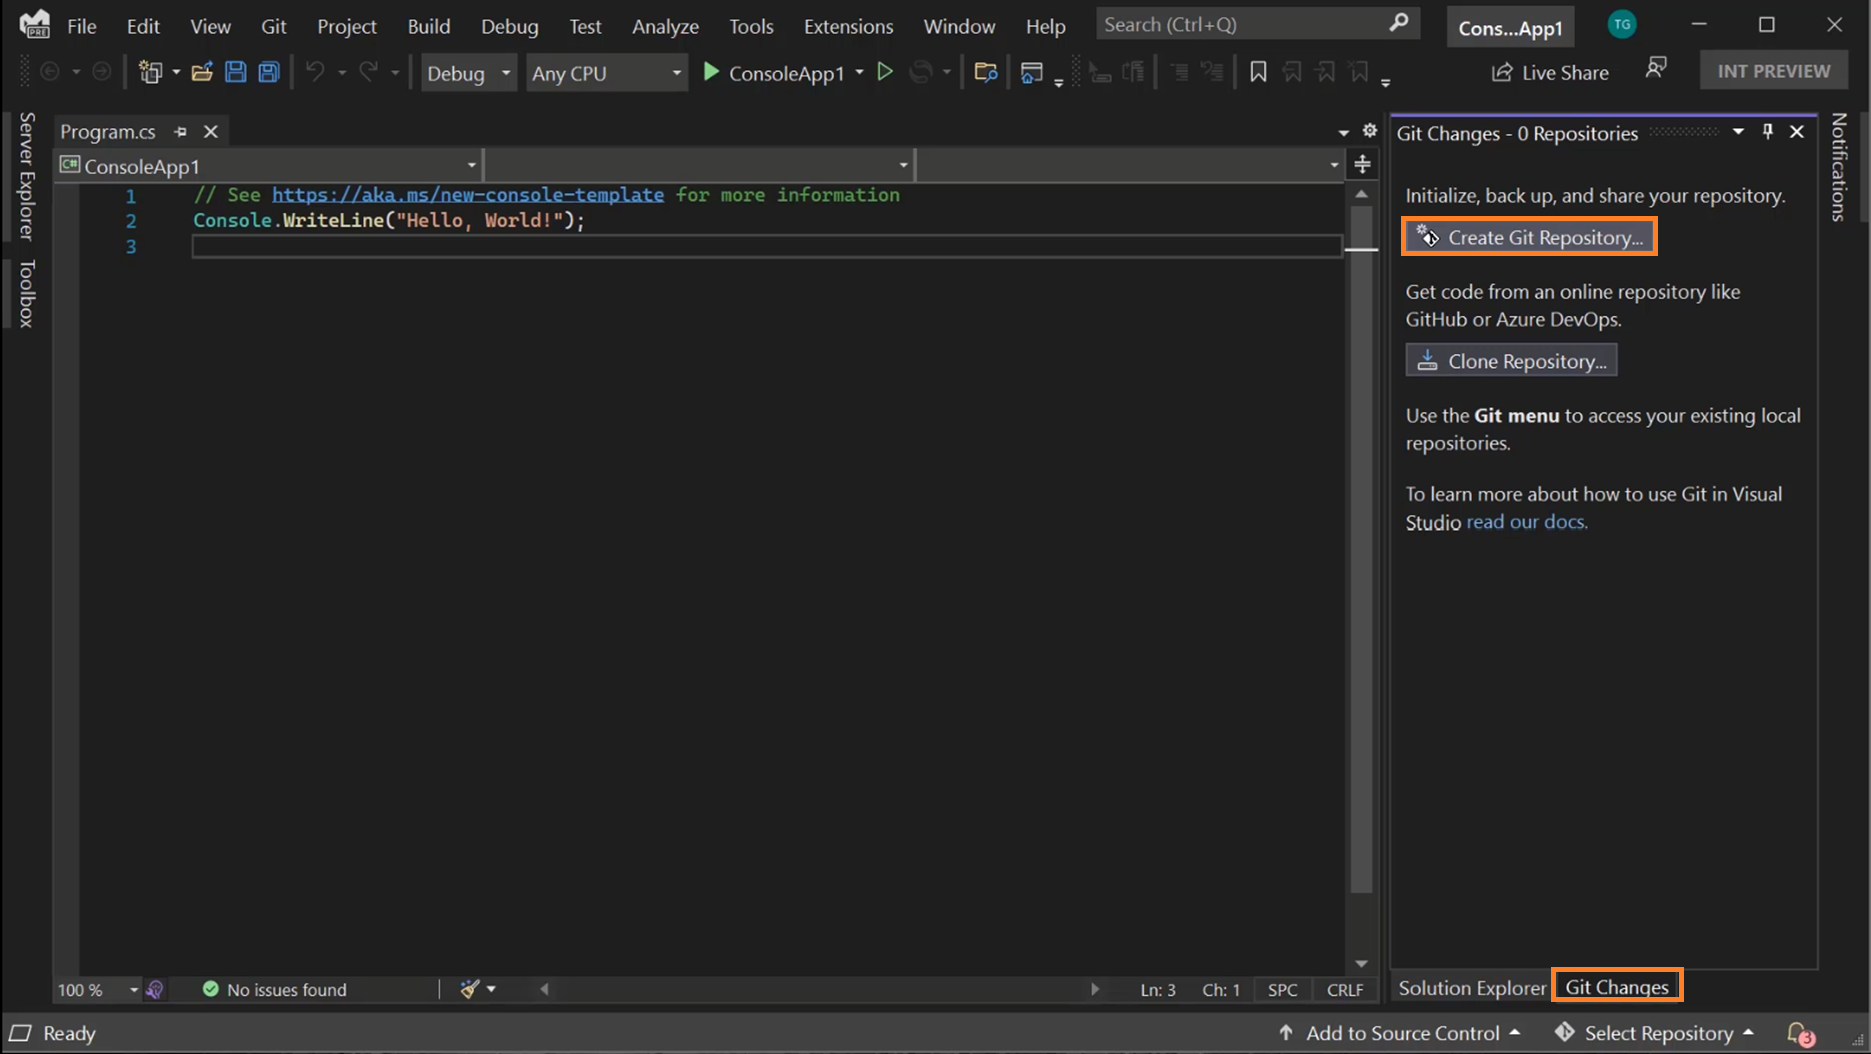 File Edit View Git Project Build Debug Test Analyze Tools Extensions Window Help Search (Ctrl+Q) Cons...App1 TG
PRE
Debug Any CPU ConsoleApp1 Live Share INT PREVIEW
Server Explorer
Toolbox
Program.cs
C# ConsoleApp1
1 // See https://aka.ms/new-console-template for more information
2 Console.WriteLine("Hello, World!");
3
Git Changes - 0 Repositories
Initialize, back up, and share your repository.
Create Git Repository...
Get code from an online repository like
GitHub or Azure DevOps.
Clone Repository...
Use the Git menu to access your existing local
repositories.
To learn more about how to use Git in Visual
Studio read our docs.
Notifications
100 % No issues found Ln: 3 Ch: 1 SPC CRLF
Solution Explorer Git Changes
Ready Add to Source Control Select Repository 3